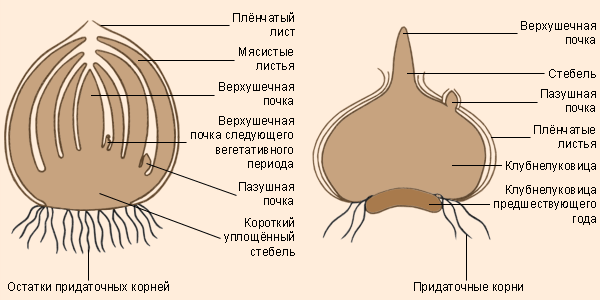 Плёнчатый
лист
Мясистые
листья
Верхушечная
почка
Верхушечная
почка следующего
вегетативного
периода
Пазушная
почка
Короткий
уплощённый
стебель
Остатки придаточных корней
Верхушечная
почка
Стебель
Пазушная
почка
Плёнчатые
листья
Клубнелуковица
Клубнелуковица
предшествующего
года
Придаточные корни